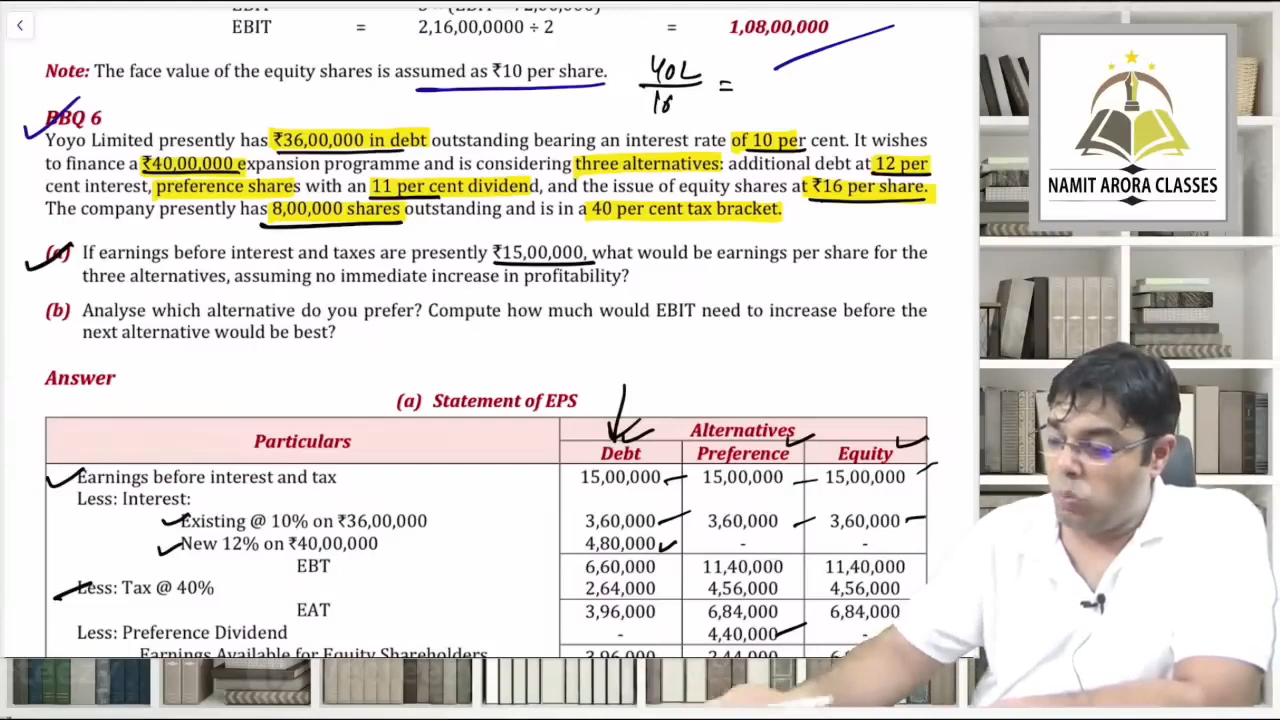 EBIT = 2,16,00,0000 ÷ 2 = 1,08,00,000
Note: The face value of the equity shares is assumed as ₹10 per share.
40L
16 =
BBQ 6
Yoyo Limited presently has ₹36,00,000 in debt outstanding bearing an interest rate of 10 per cent. It wishes
to finance a ₹40,00,000 expansion programme and is considering three alternatives: additional debt at 12 per
cent interest, preference shares with an 11 per cent dividend, and the issue of equity shares at ₹16 per share.
The company presently has 8,00,000 shares outstanding and is in a 40 per cent tax bracket.
(a) If earnings before interest and taxes are presently ₹15,00,000, what would be earnings per share for the
three alternatives, assuming no immediate increase in profitability?
(b) Analyse which alternative do you prefer? Compute how much would EBIT need to increase before the
next alternative would be best?
Answer
(a) Statement of EPS
Particulars Alternatives
Debt Preference Equity
Earnings before interest and tax 15,00,000 15,00,000 15,00,000
Less: Interest:
Existing @ 10% on ₹36,00,000 3,60,000 3,60,000 3,60,000
New 12% on ₹40,00,000 4,80,000 - -
EBT 6,60,000 11,40,000 11,40,000
Less: Tax @ 40% 2,64,000 4,56,000 4,56,000
EAT 3,96,000 6,84,000 6,84,000
Less: Preference Dividend - 4,40,000 -
Earnings Available for Equity Shareholders 3,96,000 2,44,000
NAMIT ARORA CLASSES